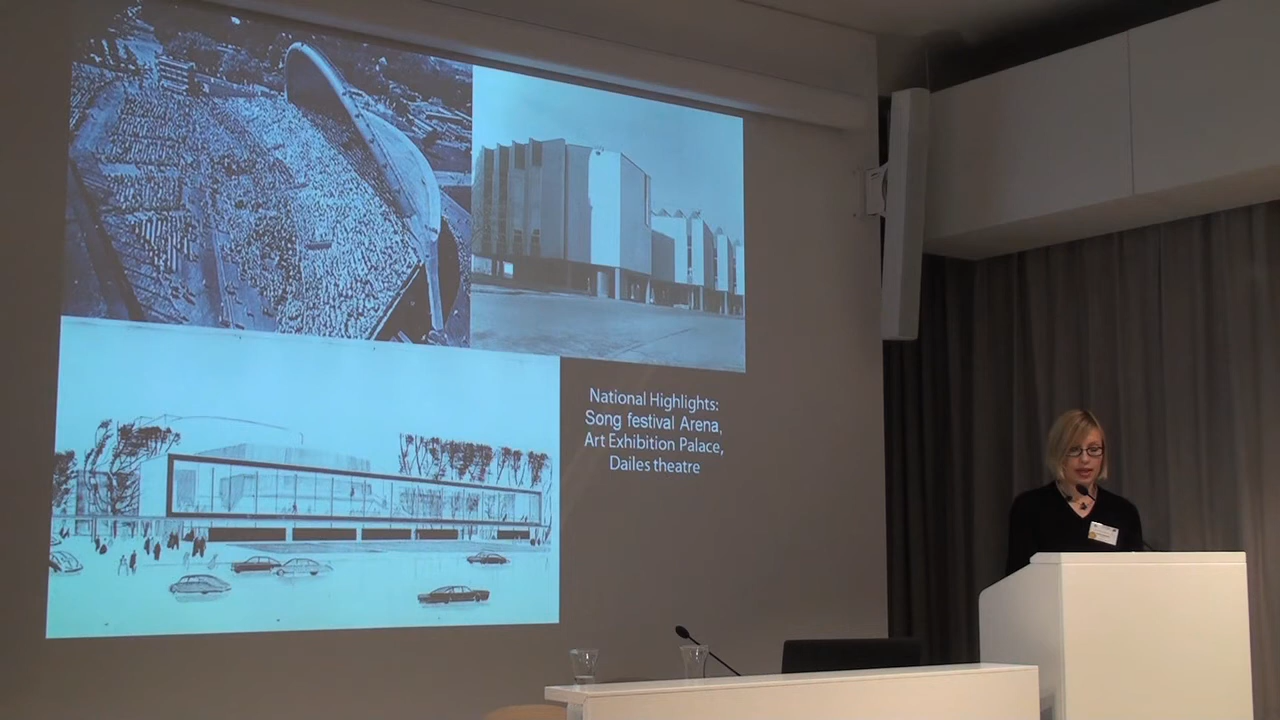 National Highlights:
Song festival Arena,
Art Exhibition Palace,
Dailes theatre